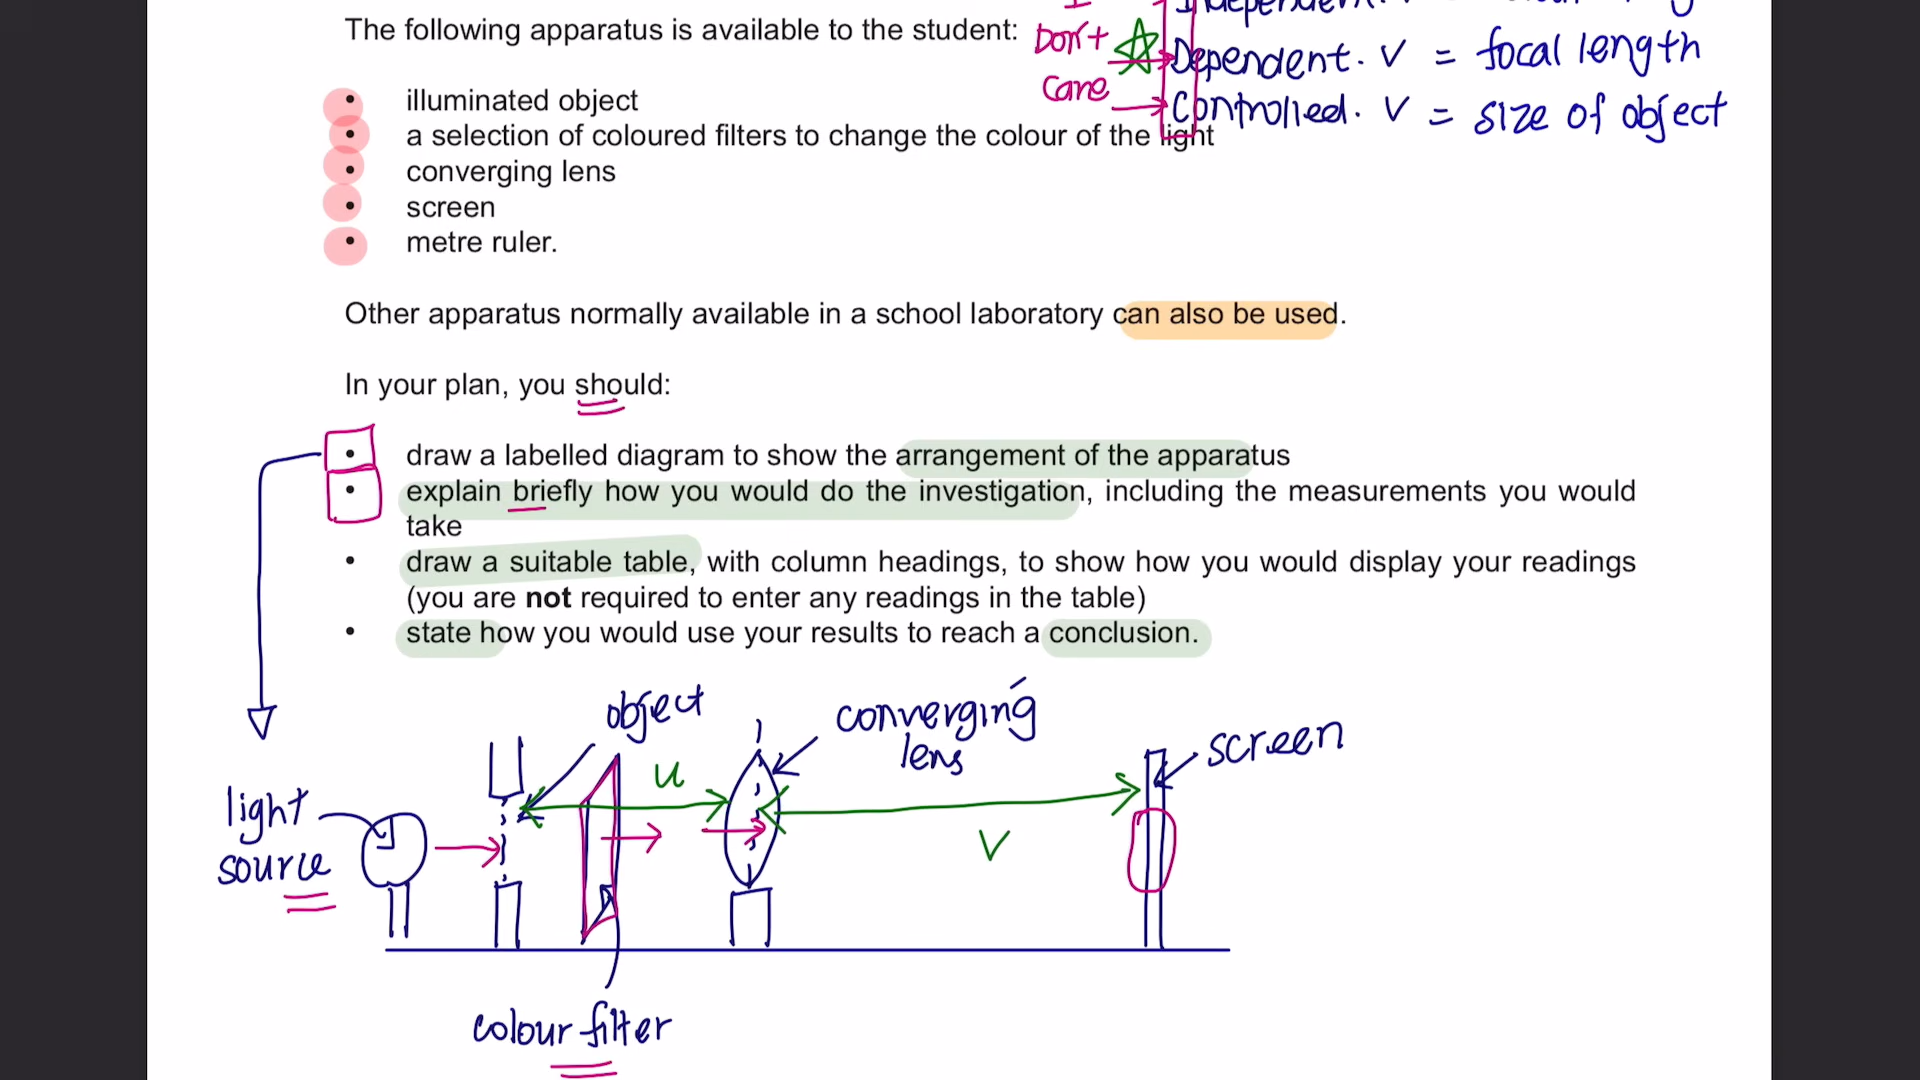 The following apparatus is available to the student:
Don't
Care
Dependent. V = focal length
Controlled. V = size of object
• illuminated object
• a selection of coloured filters to change the colour of the light
• converging lens
• screen
• metre ruler.
Other apparatus normally available in a school laboratory can also be used.
In your plan, you should:
• draw a labelled diagram to show the arrangement of the apparatus
• explain briefly how you would do the investigation, including the measurements you would
take
• draw a suitable table, with column headings, to show how you would display your readings
(you are not required to enter any readings in the table)
• state how you would use your results to reach a conclusion.
object
converging
lens
screen
light
source
u
V
colour filter